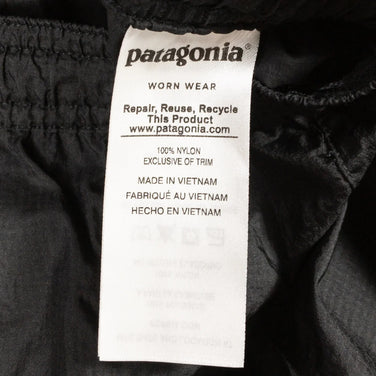 patagonia®
WORN WEAR
Repair, Reuse, Recycle
This Product
www.patagonia.com
100% NYLON
EXCLUSIVE OF TRIM
MADE IN VIETNAM
FABRIQUÉ AU VIETNAM
HECHO EN VIETNAM